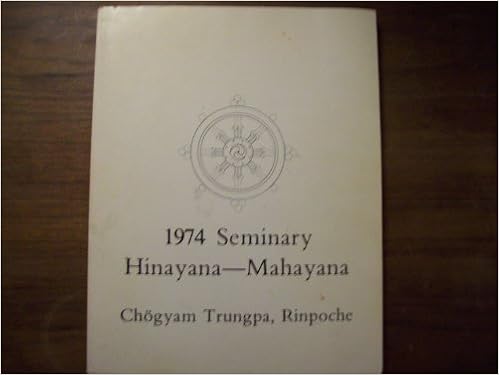 1974 Seminary
Hinayana—Mahayana
Chögyam Trungpa, Rinpoche